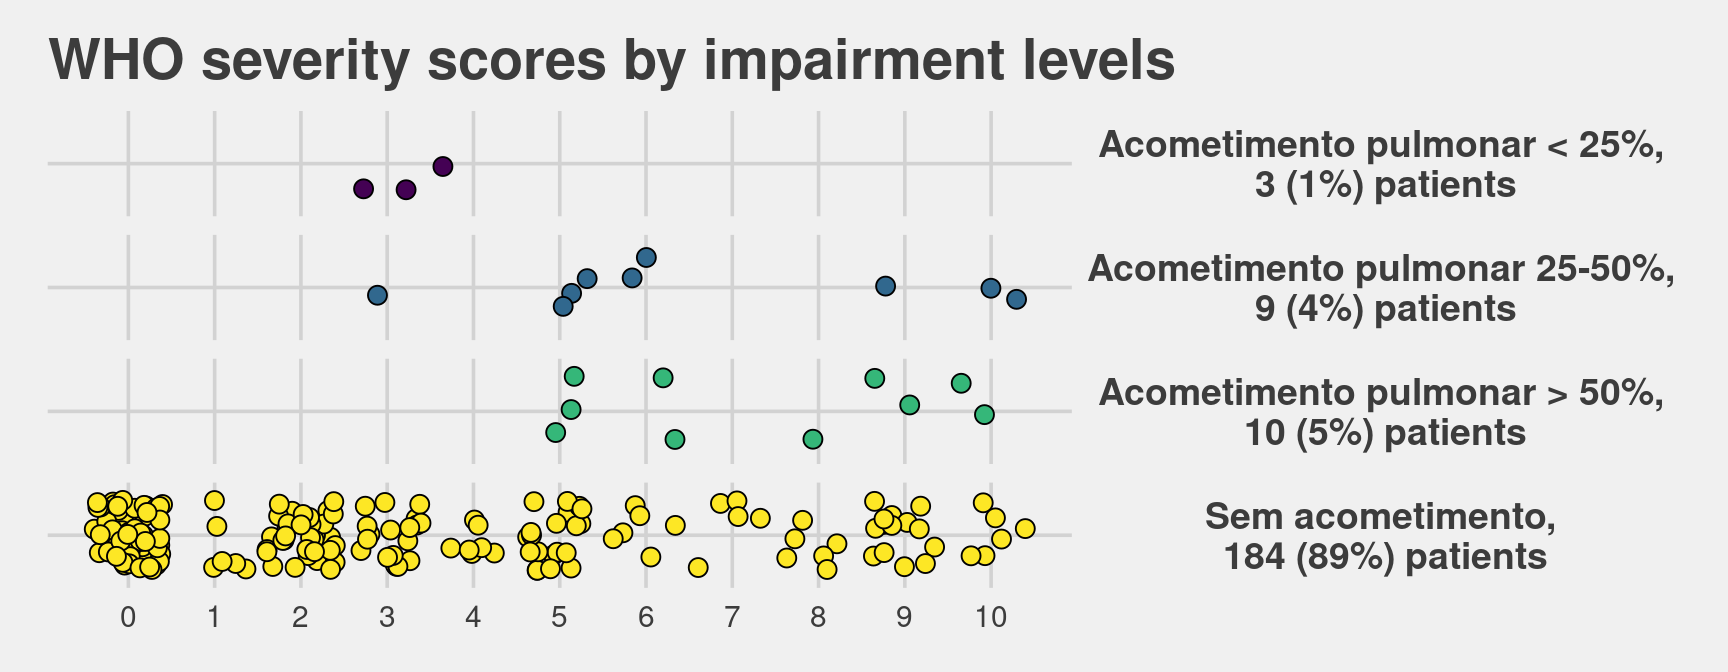 WHO severity scores by impairment levels
Acometimento pulmonar < 25%,
3 (1%) patients
Acometimento pulmonar 25-50%,
9 (4%) patients
Acometimento pulmonar > 50%,
10 (5%) patients
Sem acometimento,
184 (89%) patients
0 1 2 3 4 5 6 7 8 9 10